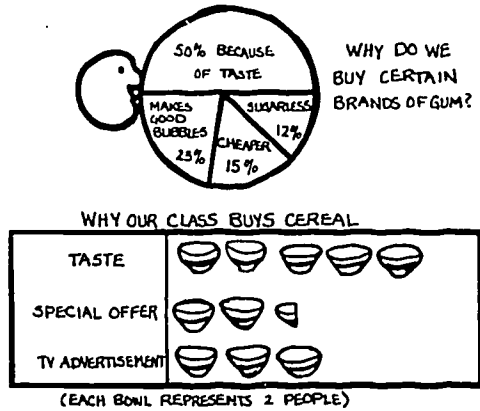 50% BECAUSE
OF TASTE
WHY DO WE
BUY CERTAIN
BRANDS OF GUM?
MAKES
GOOD
BUBBLES
23%
CHEAPER
15%
SUGARLESS
12%
WHY OUR CLASS BUYS CEREAL
TASTE
SPECIAL OFFER
TV ADVERTISEMENT
(EACH BOWL REPRESENTS 2 PEOPLE)